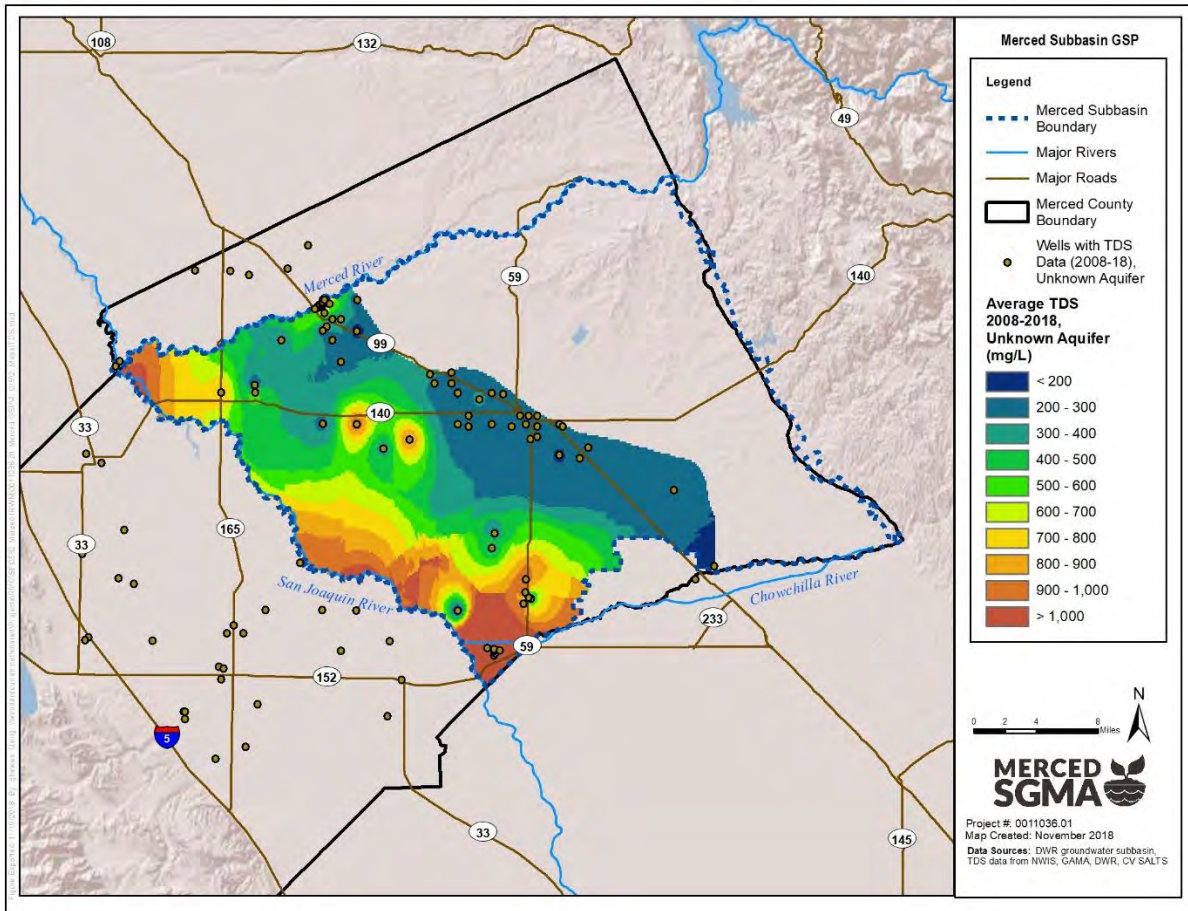 108
132
49
Merced River
59
140
99
140
33
165
33
San Joaquin River
Chowchilla River
59
233
152
5
33
145
Merced Subbasin GSP
Legend
Merced Subbasin
Boundary
Major Rivers
Major Roads
Merced County
Boundary
Wells with TDS
Data (2008-18),
Unknown Aquifer
Average TDS
2008-2018,
Unknown Aquifer
(mg/L)
< 200
200 - 300
300 - 400
400 - 500
500 - 600
600 - 700
700 - 800
800 - 900
900 - 1,000
> 1,000
N
0 2 4 8
Miles
MERCED
SGMA
Project #: 0011036.01
Map Created: November 2018
Data Sources: DWR groundwater subbasin,
TDS data from NWIS, GAMA, DWR, CV SALTS